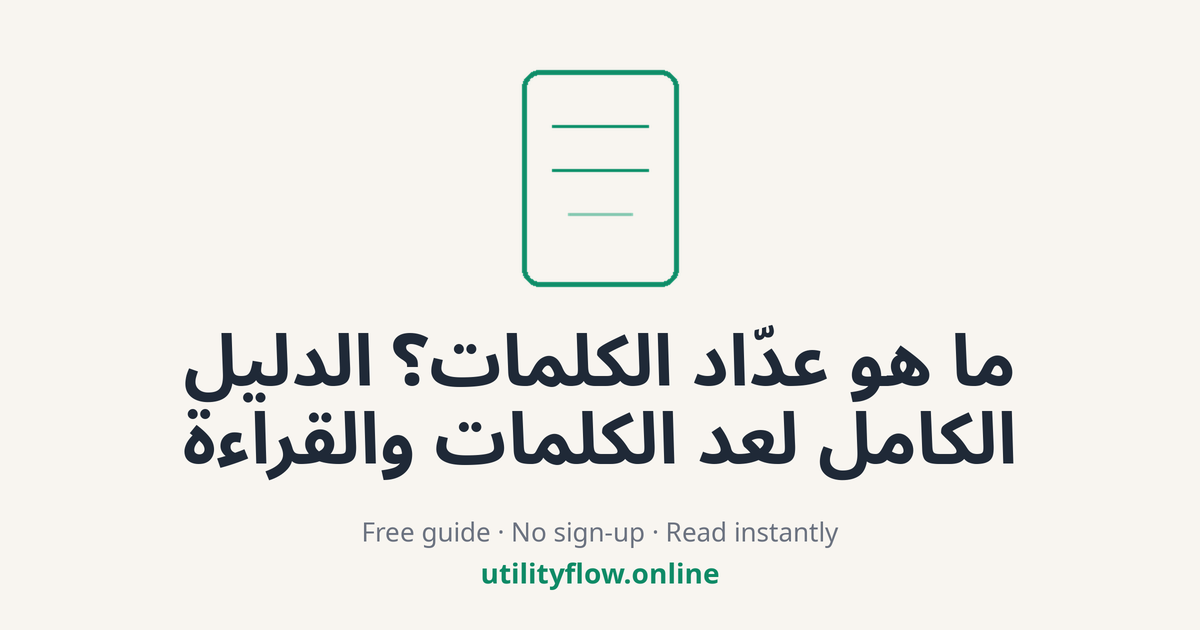 ما هو عدّاد الكلمات؟ الدليل
الكامل لعد الكلمات والقراءة
Free guide · No sign-up · Read instantly
utilityflow.online